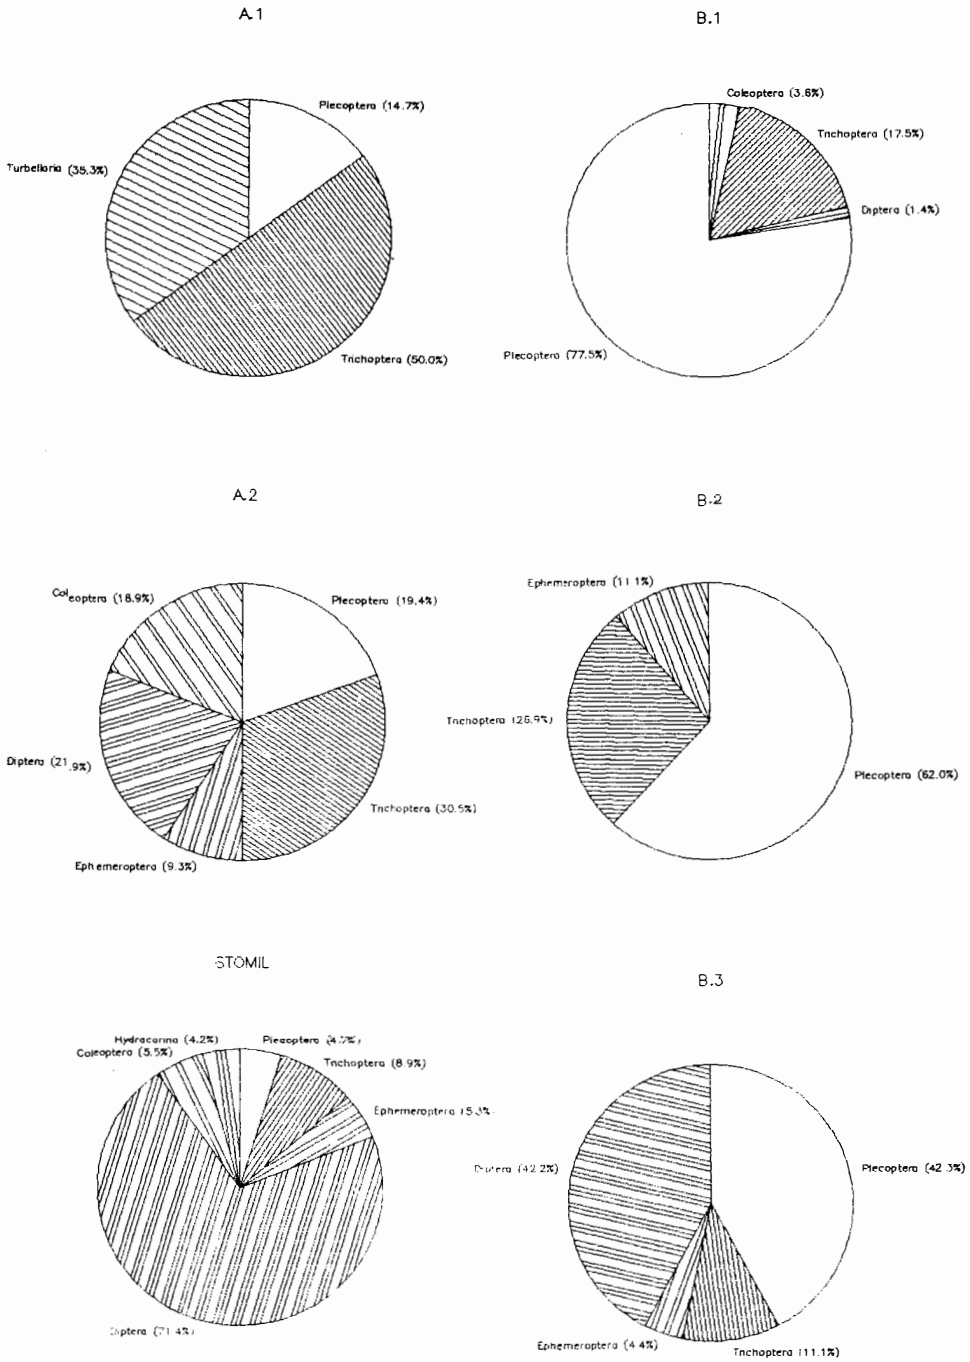 A.1
Plecoptera (14.7%)
Turbellaria (35.3%)
Trichoptera (50.0%)
B.1
Coleoptera (3.6%)
Trichoptera (17.5%)
Diptera (1.4%)
Plecoptera (77.5%)
A.2
Coleoptera (18.9%)
Plecoptera (19.4%)
Diptera (21.9%)
Trichoptera (30.5%)
Ephemeroptera (9.3%)
B.2
Ephemeroptera (11.1%)
Trichoptera (26.9%)
Plecoptera (62.0%)
STOMIL
Hydracarina (4.2%)
Plecoptera
Coleoptera (5.5%)
Trichoptera (8.9%)
Ephemeroptera
Diptera (71.4%)
B.3
Diptera (42.2%)
Plecoptera (42.3%)
Ephemeroptera (4.4%)
Trichoptera (11.1%)